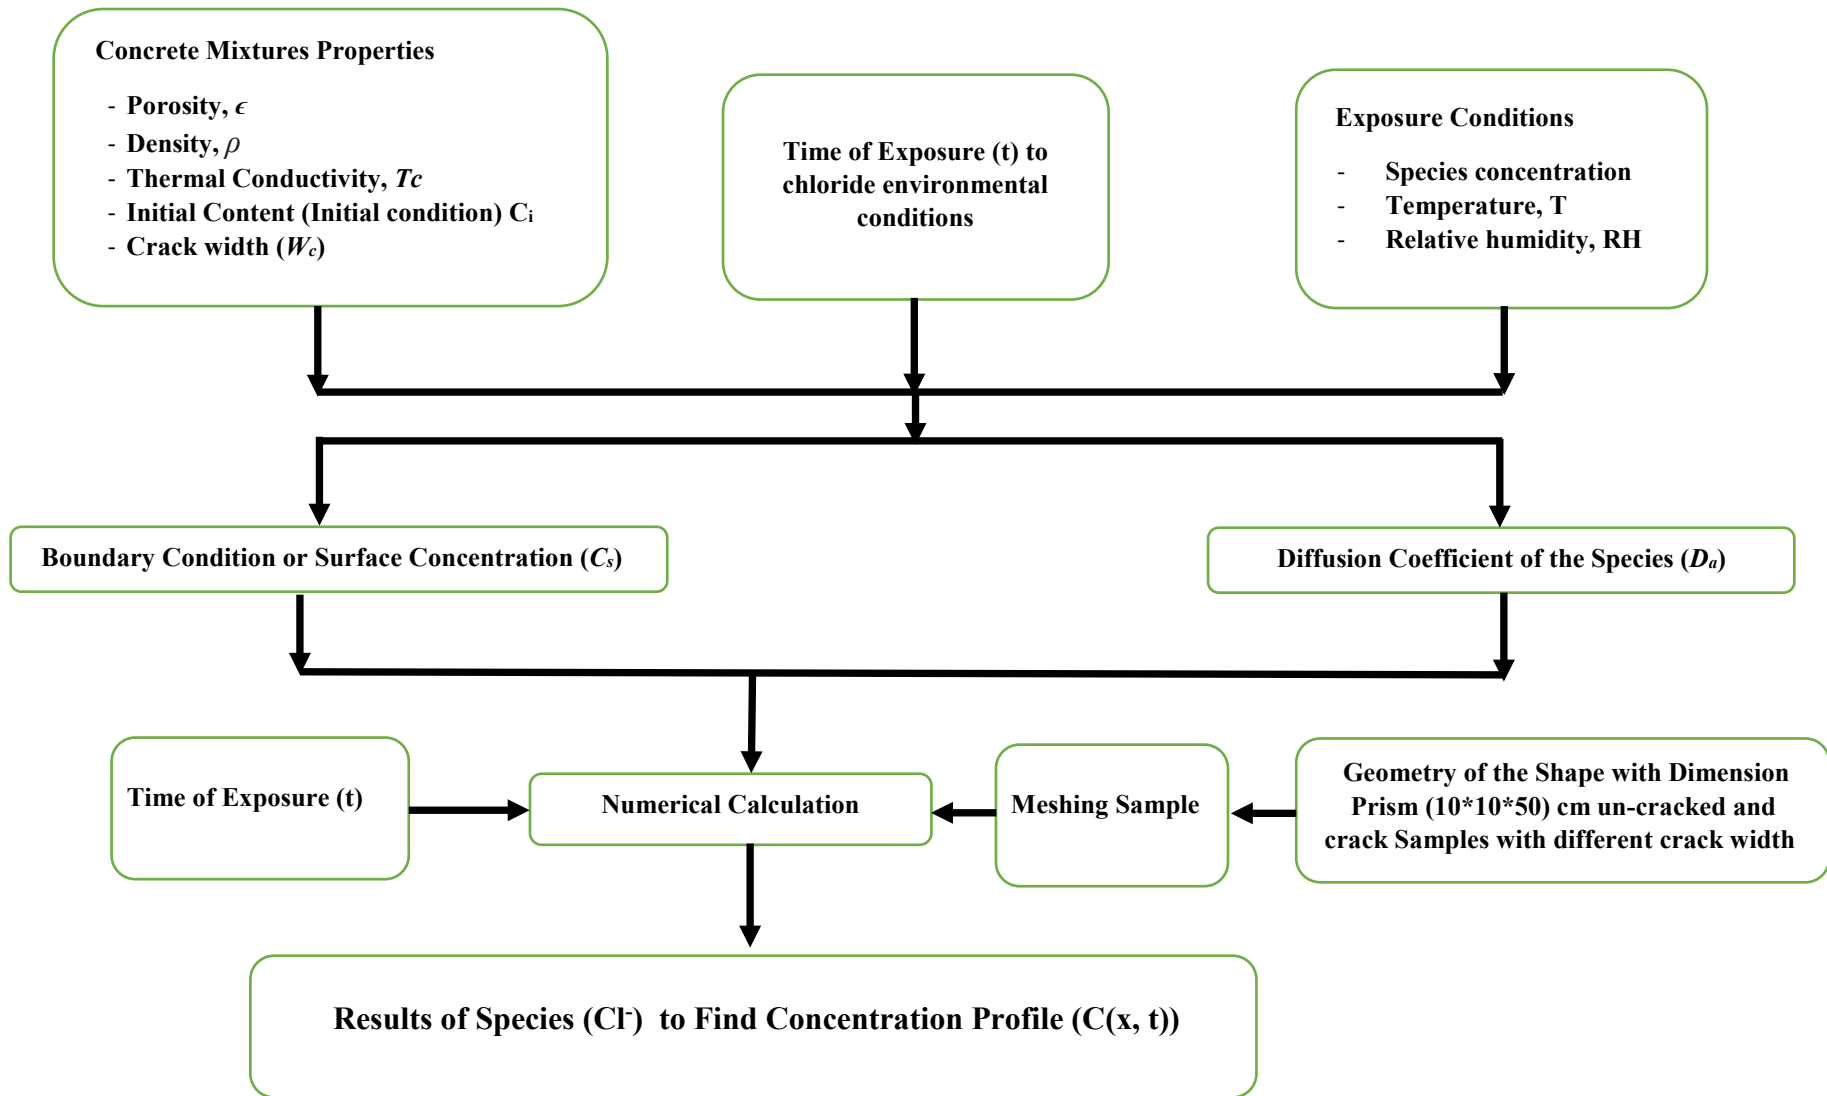 Concrete Mixtures Properties
- Porosity, ϵ
- Density, ρ
- Thermal Conductivity, Tc
- Initial Content (Initial condition) Cᵢ
- Crack width (W꜀)
Time of Exposure (t) to
chloride environmental
conditions
Exposure Conditions
- Species concentration
- Temperature, T
- Relative humidity, RH
Boundary Condition or Surface Concentration (Cₛ)
Diffusion Coefficient of the Species (Dₐ)
Time of Exposure (t)
Numerical Calculation
Meshing Sample
Geometry of the Shape with Dimension
Prism (10*10*50) cm un-cracked and
crack Samples with different crack width
Results of Species (Cl⁻) to Find Concentration Profile (C(x, t))